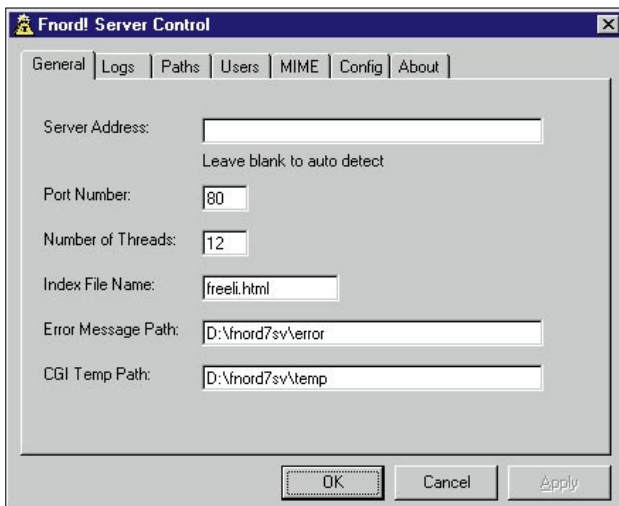 Fnord! Server Control
General Logs Paths Users MIME Config About
Server Address:
Leave blank to auto detect
Port Number: 80
Number of Threads: 12
Index File Name: freeli.html
Error Message Path: D:\fnord7sv\error
CGI Temp Path: D:\fnord7sv\temp
OK Cancel Apply